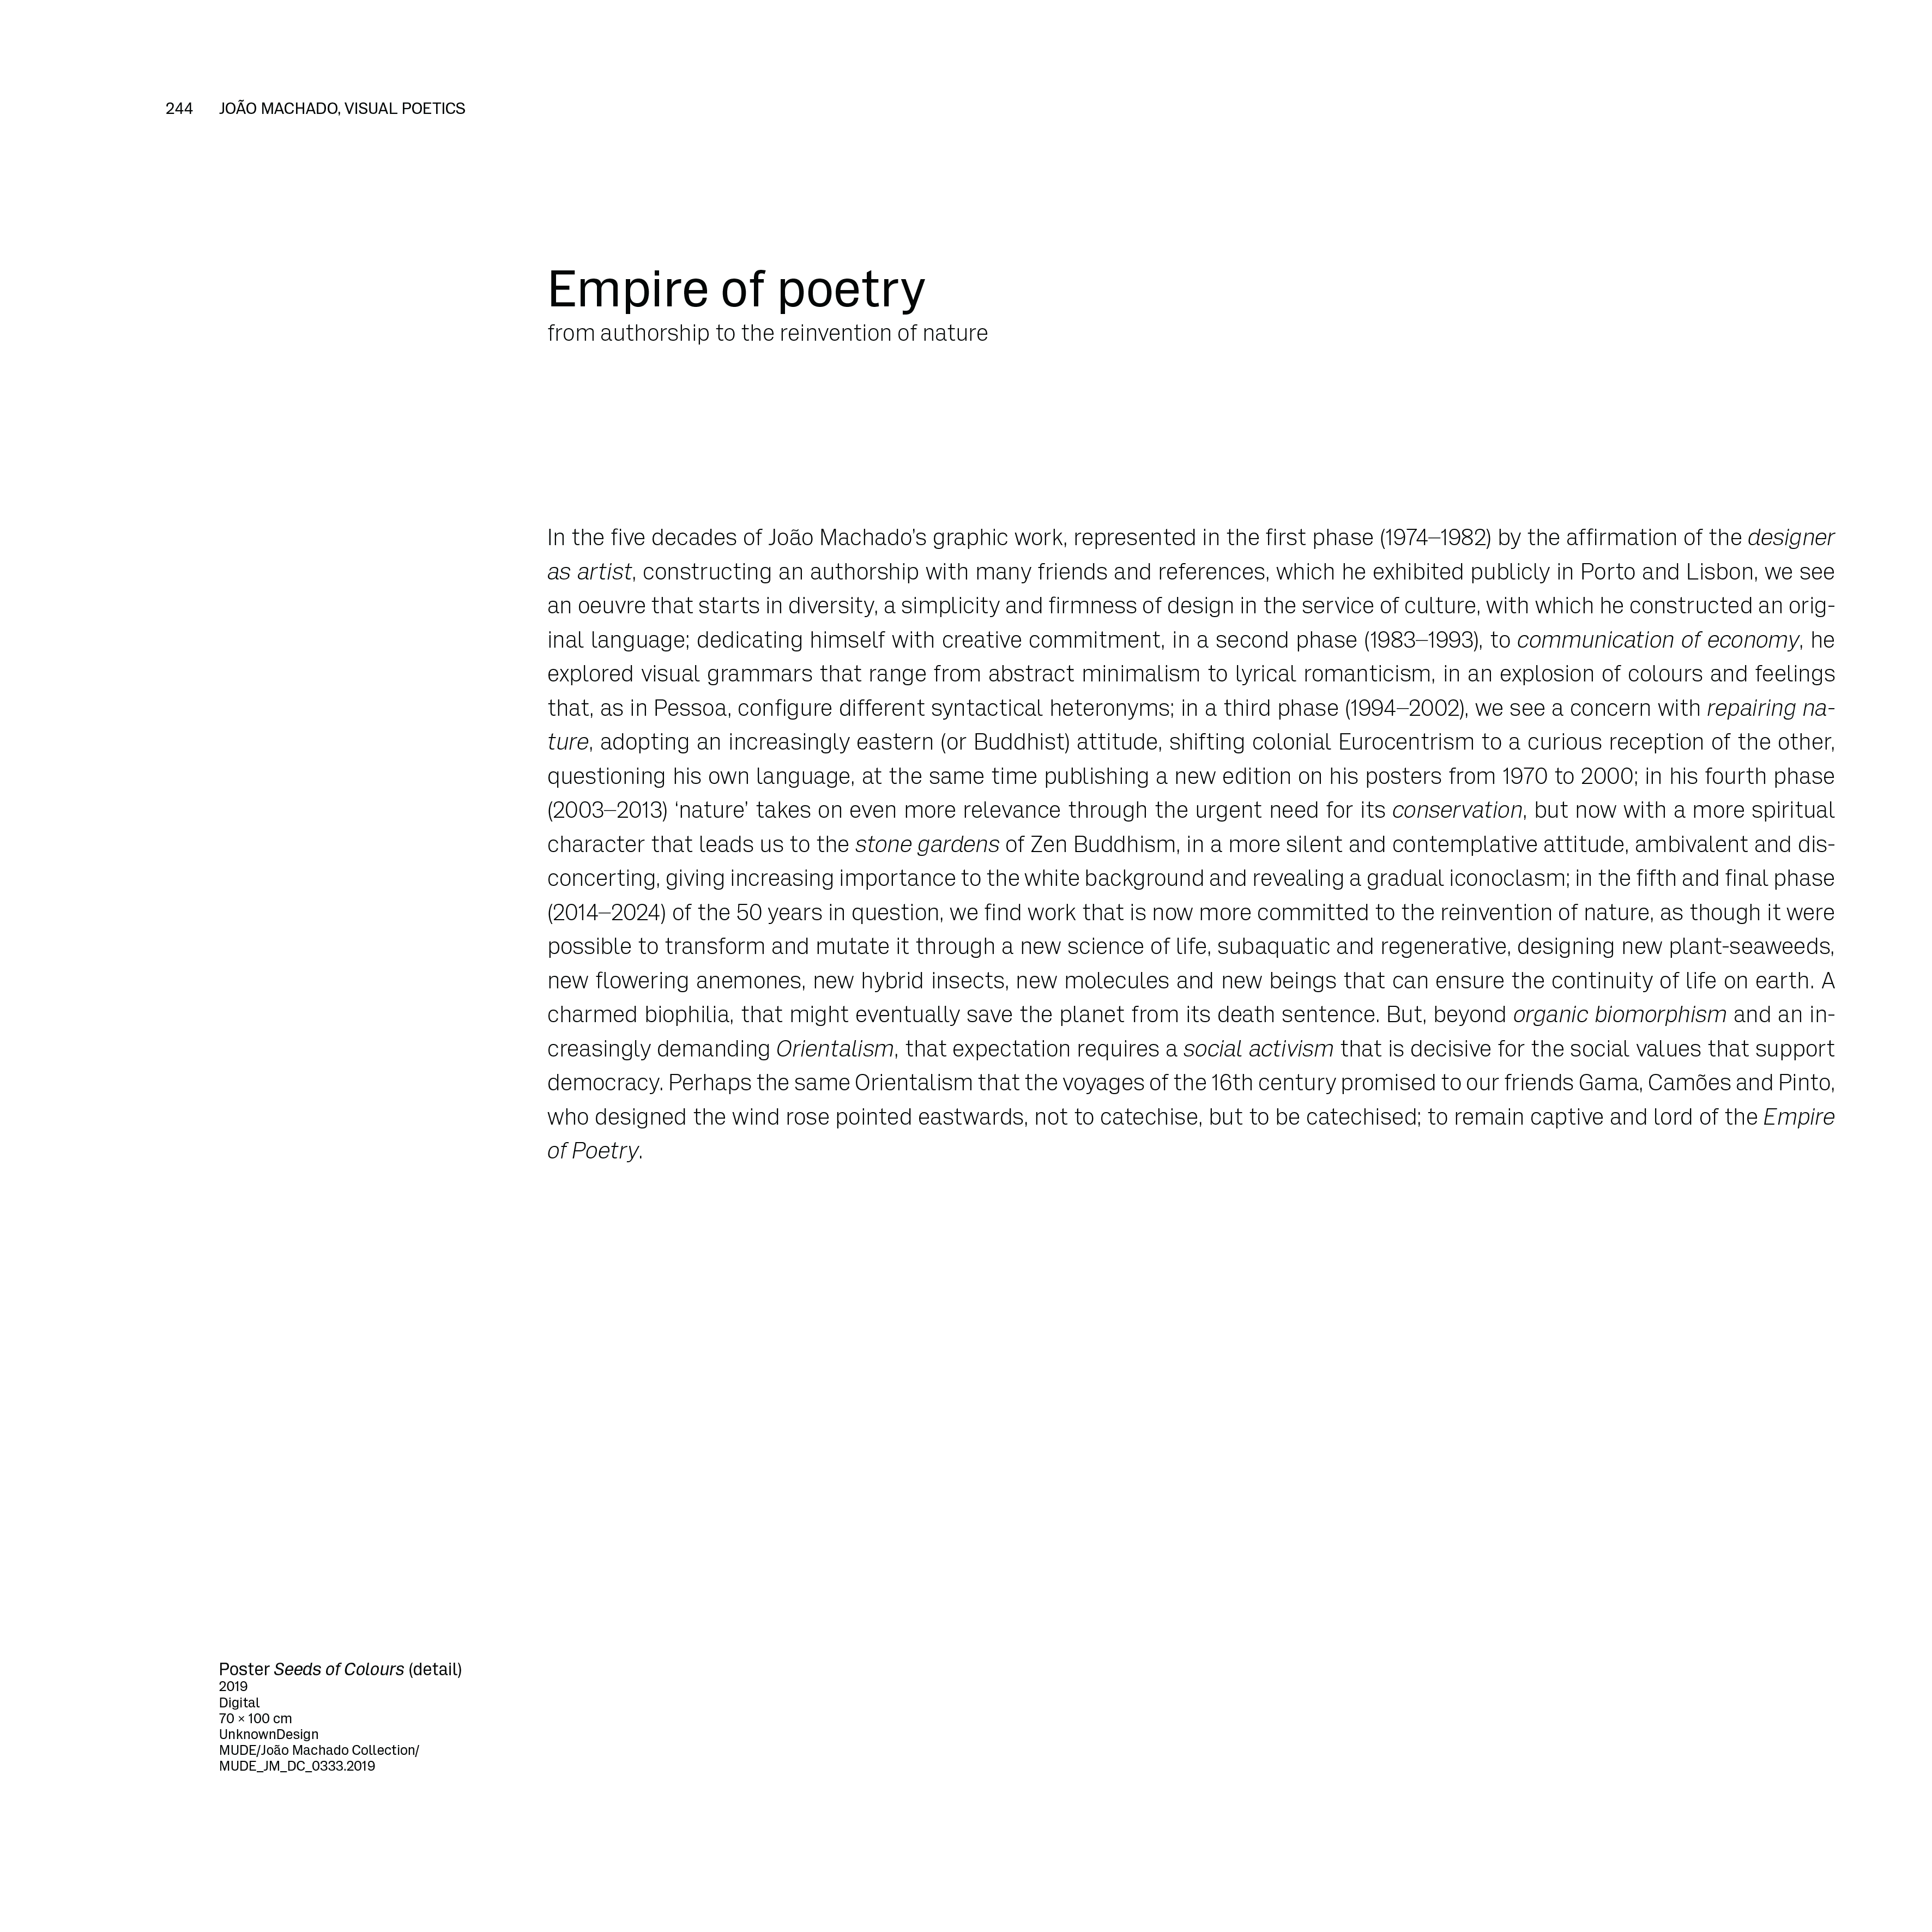 244 JOÃO MACHADO, VISUAL POETICS
Empire of poetry
from authorship to the reinvention of nature
In the five decades of João Machado’s graphic work, represented in the first phase (1974–1982) by the affirmation of the designer
as artist, constructing an authorship with many friends and references, which he exhibited publicly in Porto and Lisbon, we see
an oeuvre that starts in diversity, a simplicity and firmness of design in the service of culture, with which he constructed an orig-
inal language; dedicating himself with creative commitment, in a second phase (1983–1993), to communication of economy, he
explored visual grammars that range from abstract minimalism to lyrical romanticism, in an explosion of colours and feelings
that, as in Pessoa, configure different syntactical heteronyms; in a third phase (1994–2002), we see a concern with repairing na-
ture, adopting an increasingly eastern (or Buddhist) attitude, shifting colonial Eurocentrism to a curious reception of the other,
questioning his own language, at the same time publishing a new edition on his posters from 1970 to 2000; in his fourth phase
(2003–2013) ‘nature’ takes on even more relevance through the urgent need for its conservation, but now with a more spiritual
character that leads us to the stone gardens of Zen Buddhism, in a more silent and contemplative attitude, ambivalent and dis-
concerting, giving increasing importance to the white background and revealing a gradual iconoclasm; in the fifth and final phase
(2014–2024) of the 50 years in question, we find work that is now more committed to the reinvention of nature, as though it were
possible to transform and mutate it through a new science of life, subaquatic and regenerative, designing new plant-seaweeds,
new flowering anemones, new hybrid insects, new molecules and new beings that can ensure the continuity of life on earth. A
charmed biophilia, that might eventually save the planet from its death sentence. But, beyond organic biomorphism and an in-
creasingly demanding Orientalism, that expectation requires a social activism that is decisive for the social values that support
democracy. Perhaps the same Orientalism that the voyages of the 16th century promised to our friends Gama, Camões and Pinto,
who designed the wind rose pointed eastwards, not to catechise, but to be catechised; to remain captive and lord of the Empire
of Poetry.
Poster Seeds of Colours (detail)
2019
Digital
70 × 100 cm
UnknownDesign
MUDE/João Machado Collection/
MUDE_JM_DC_0333.2019